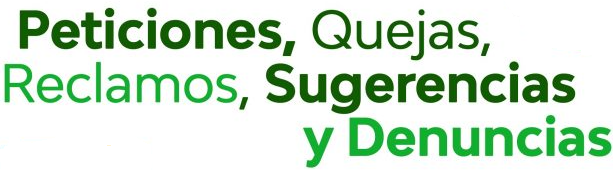 Peticiones, Quejas,
Reclamos, Sugerencias
y Denuncias